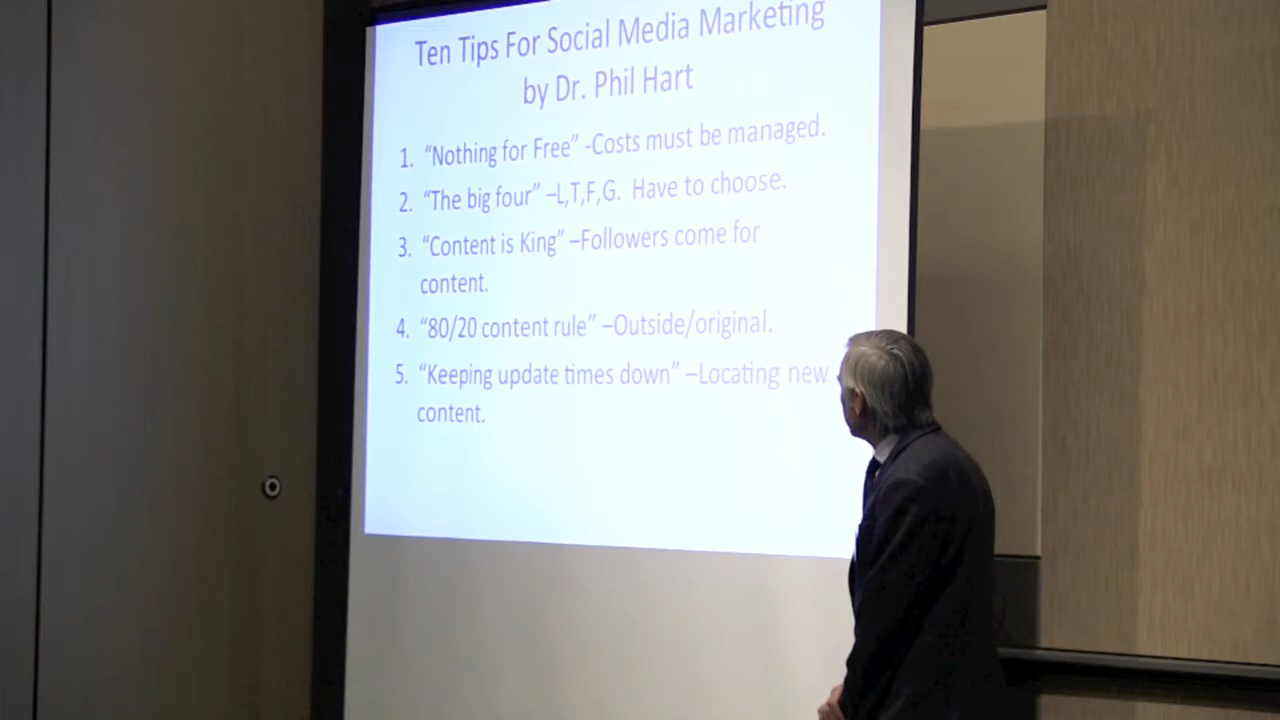 Ten Tips For Social Media Marketing
by Dr. Phil Hart
1. “Nothing for Free” -Costs must be managed.
2. “The big four” –L,T,F,G. Have to choose.
3. “Content is King” –Followers come for
content.
4. “80/20 content rule” –Outside/original.
5. “Keeping update times down” –Locating new
content.